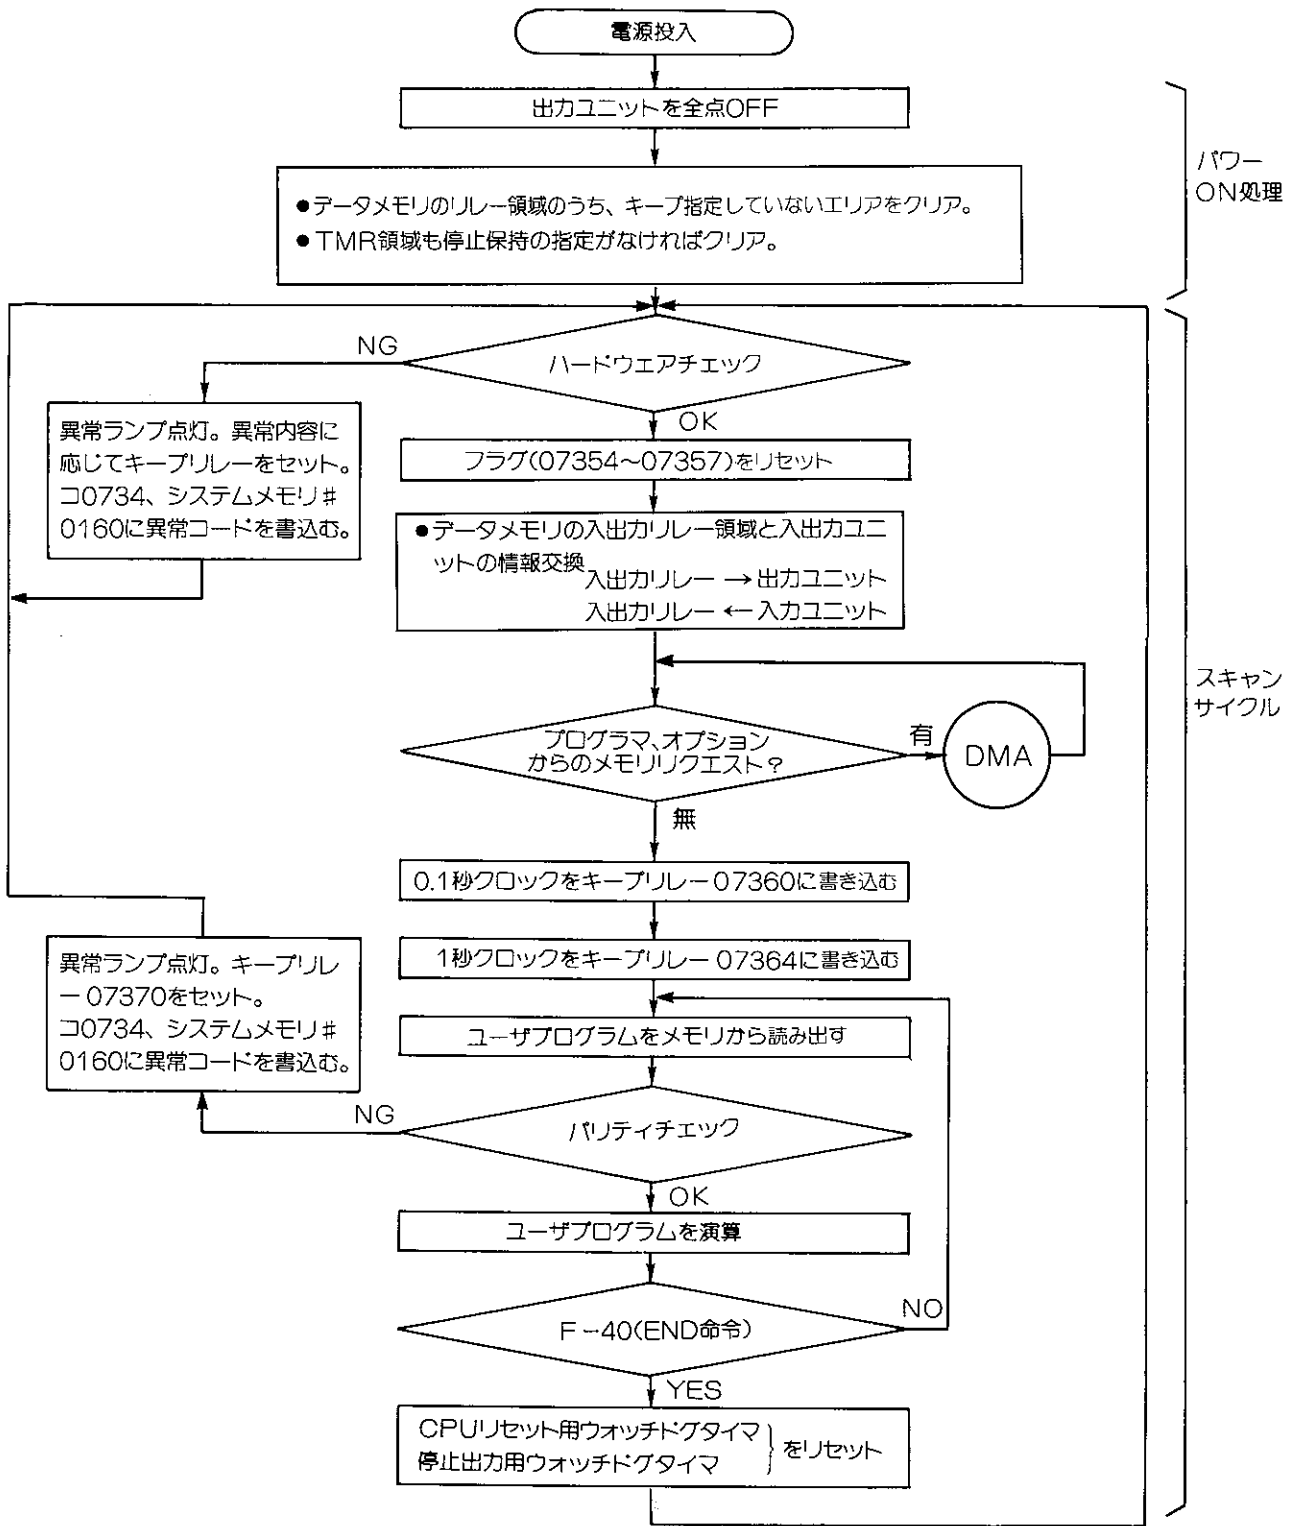 電源投入
出力ユニットを全点OFF
パワー
ON処理
●データメモリのリレー領域のうち、キープ指定していないエリアをクリア。
●TMR領域も停止保持の指定がなければクリア。
NG
ハードウェアチェック
OK
異常ランプ点灯。異常内容に
応じてキープリレーをセット。
コ0734、システムメモリ#
0160に異常コードを書込む。
フラグ(07354〜07357)をリセット
●データメモリの入出力リレー領域と入出力ユニ
ットの情報交換
入出力リレー → 出力ユニット
入出力リレー ← 入力ユニット
スキャン
サイクル
プログラマ、オプション
からのメモリリクエスト?
有
DMA
無
0.1秒クロックをキープリレー07360に書き込む
1秒クロックをキープリレー07364に書き込む
異常ランプ点灯。キープリレ
ー07370をセット。
コ0734、システムメモリ#
0160に異常コードを書込む。
ユーザプログラムをメモリから読み出す
NG
パリティチェック
OK
ユーザプログラムを演算
F-40(END命令)
NO
YES
CPUリセット用ウォッチドグタイマ
停止出力用ウォッチドグタイマ
}をリセット